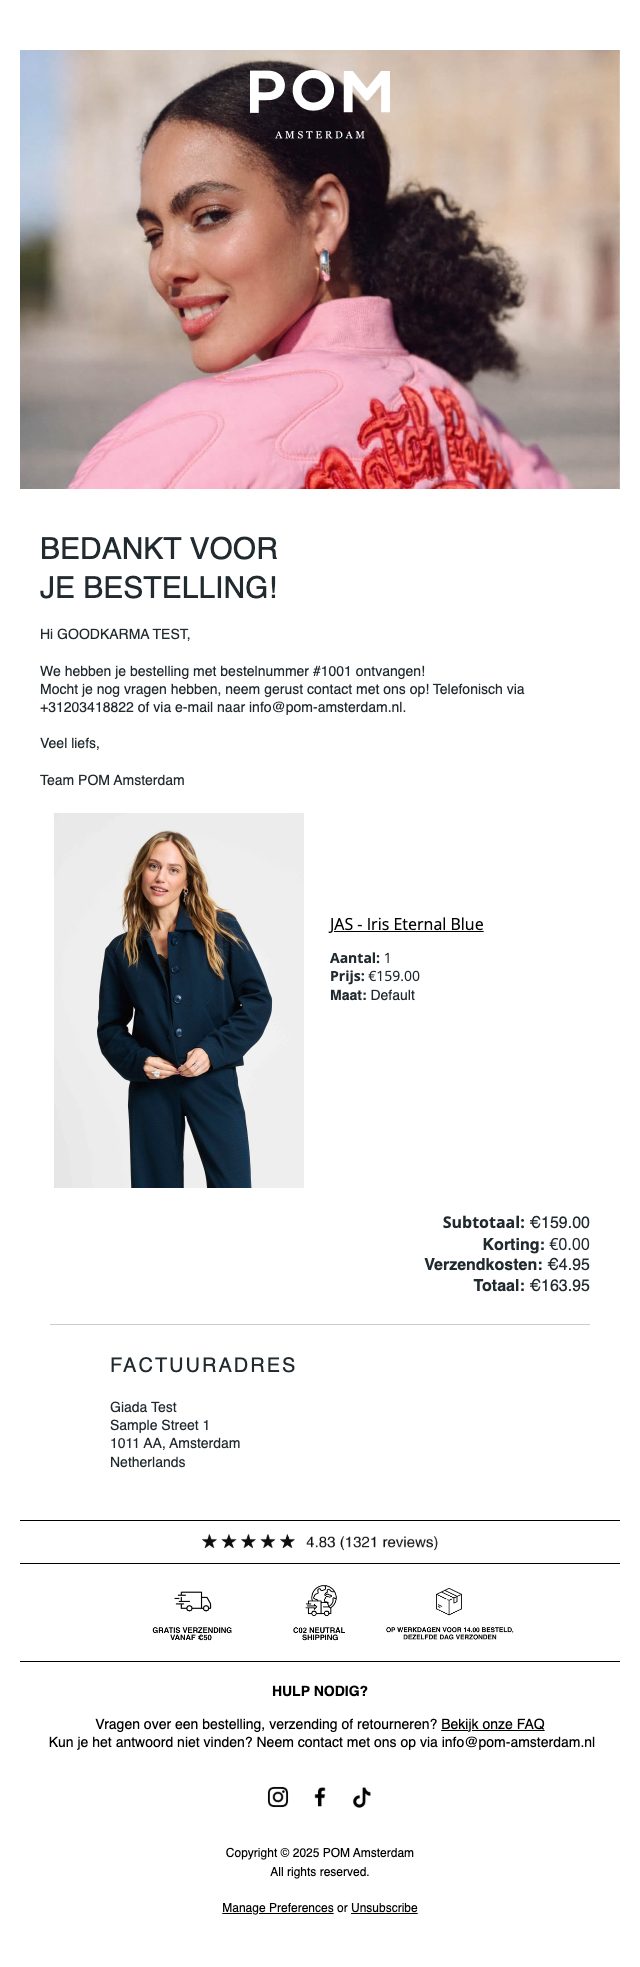 POM
AMSTERDAM
BEDANKT VOOR
JE BESTELLING!
Hi GOODKARMA TEST,
We hebben je bestelling met bestelnummer #1001 ontvangen!
Mocht je nog vragen hebben, neem gerust contact met ons op! Telefonisch via
+31203418822 of via e-mail naar info@pom-amsterdam.nl.
Veel liefs,
Team POM Amsterdam
JAS - Iris Eternal Blue
Aantal: 1
Prijs: €159.00
Maat: Default
Subtotaal: €159.00
Korting: €0.00
Verzendkosten: €4.95
Totaal: €163.95
FACTUURADRES
Giada Test
Sample Street 1
1011 AA, Amsterdam
Netherlands
★★★★★ 4.83 (1321 reviews)
GRATIS VERZENDING
VANAF €50
C02 NEUTRAL
SHIPPING
OP WERKDAGEN VOOR 14.00 BESTELD,
DEZELFDE DAG VERZONDEN
HULP NODIG?
Vragen over een bestelling, verzending of retourneren? Bekijk onze FAQ
Kun je het antwoord niet vinden? Neem contact met ons op via info@pom-amsterdam.nl
Copyright © 2025 POM Amsterdam
All rights reserved.
Manage Preferences or Unsubscribe